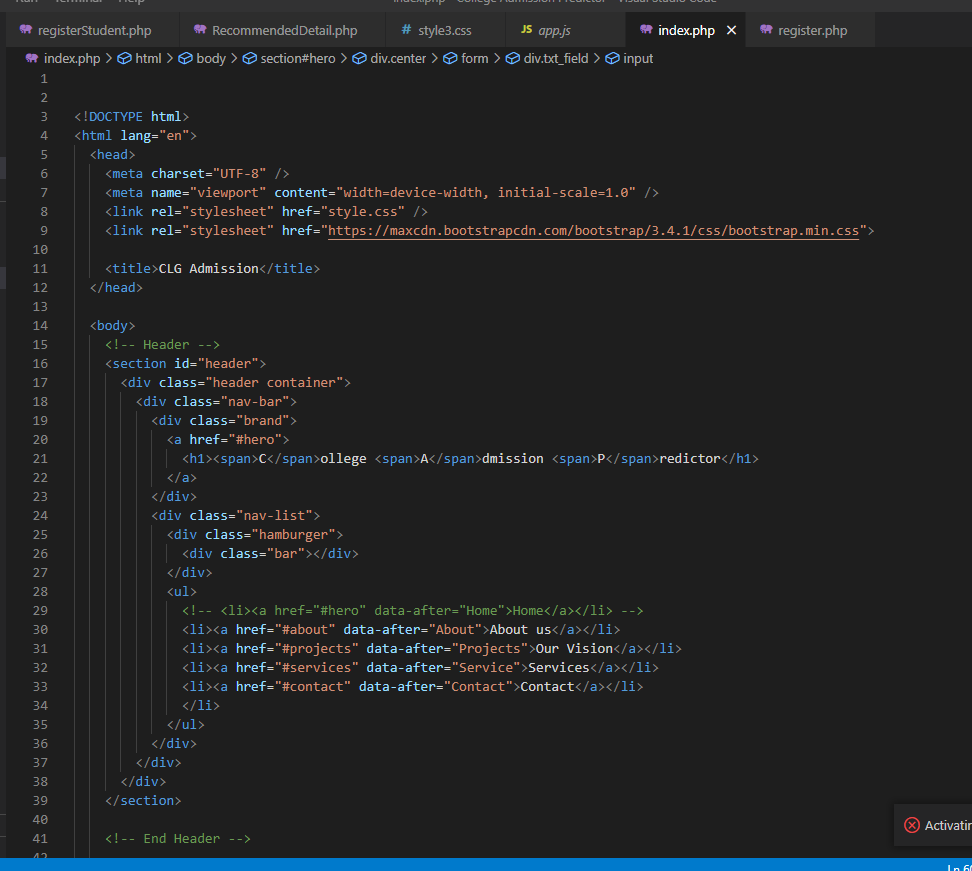 index.php - College Admission Predictor - Visual Studio Code
registerStudent.php RecommendedDetail.php # style3.css JS app.js index.php × register.php
index.php > html > body > section#hero > div.center > form > div.txt_field > input
1
2
3 <!DOCTYPE html>
4 <html lang="en">
5 <head>
6 <meta charset="UTF-8" />
7 <meta name="viewport" content="width=device-width, initial-scale=1.0" />
8 <link rel="stylesheet" href="style.css" />
9 <link rel="stylesheet" href="https://maxcdn.bootstrapcdn.com/bootstrap/3.4.1/css/bootstrap.min.css">
10
11 <title>CLG Admission</title>
12 </head>
13
14 <body>
15 <!-- Header -->
16 <section id="header">
17 <div class="header container">
18 <div class="nav-bar">
19 <div class="brand">
20 <a href="#hero">
21 <h1><span>C</span>ollege <span>A</span>dmission <span>P</span>redictor</h1>
22 </a>
23 </div>
24 <div class="nav-list">
25 <div class="hamburger">
26 <div class="bar"></div>
27 </div>
28 <ul>
29 <!-- <li><a href="#hero" data-after="Home">Home</a></li> -->
30 <li><a href="#about" data-after="About">About us</a></li>
31 <li><a href="#projects" data-after="Projects">Our Vision</a></li>
32 <li><a href="#services" data-after="Service">Services</a></li>
33 <li><a href="#contact" data-after="Contact">Contact</a></li>
34 </li>
35 </ul>
36 </div>
37 </div>
38 </div>
39 </section>
40
41 <!-- End Header -->
42
Activatin